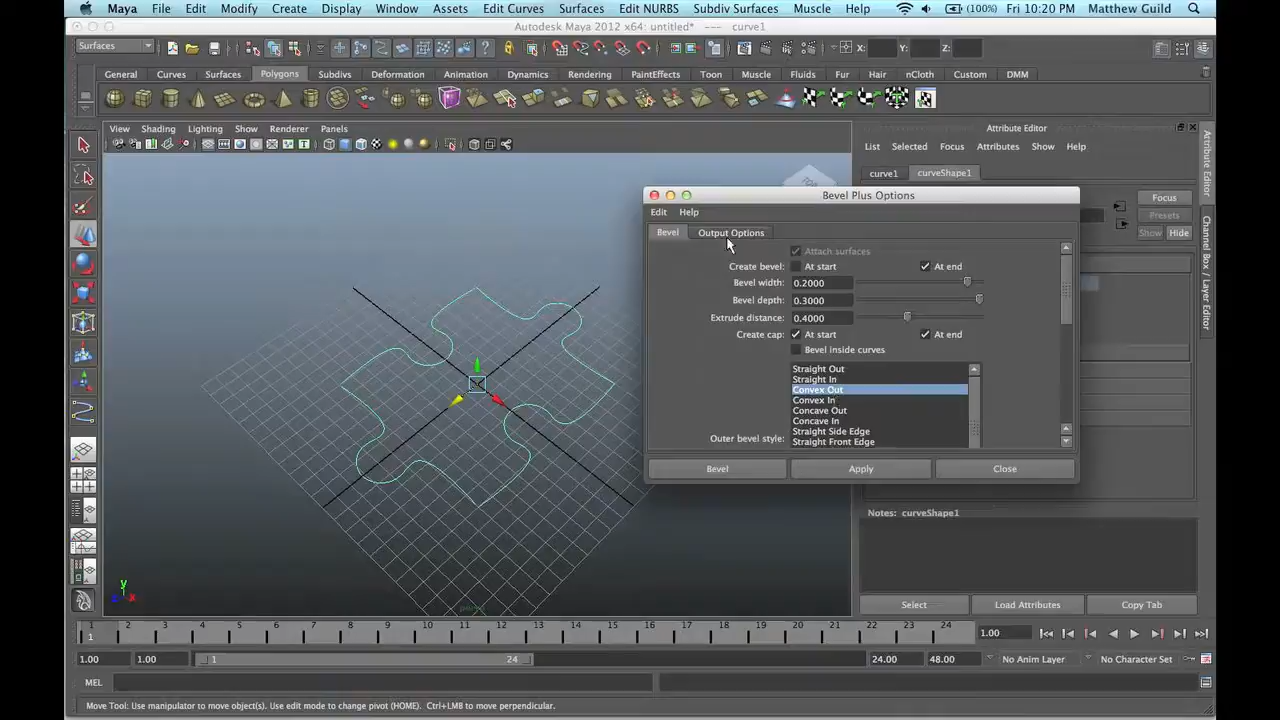 Maya File Edit Modify Create Display Window Assets Edit Curves Surfaces Edit NURBS Subdiv Surfaces Muscle Help (100%) Fri 10:20 PM Matthew Guild
Autodesk Maya 2012 x64: untitled* --- curve1
Surfaces X: Y: Z:
General Curves Surfaces Polygons Subdivs Deformation Animation Dynamics Rendering PaintEffects Toon Muscle Fluids Fur Hair nCloth Custom DMM
View Shading Lighting Show Renderer Panels
Attribute Editor
List Selected Focus Attributes Show Help
curve1 curveShape1
Focus
Presets
Show Hide
Attribute Editor
Channel Box / Layer Editor
Bevel Plus Options
Edit Help
Bevel Output Options
Attach surfaces
Create bevel: At start At end
Bevel width: 0.2000
Bevel depth: 0.3000
Extrude distance: 0.4000
Create cap: At start At end
Bevel inside curves
Straight Out
Straight In
Convex Out
Convex In
Concave Out
Concave In
Straight Side Edge
Outer bevel style: Straight Front Edge
Bevel Apply Close
Notes: curveShape1
Select Load Attributes Copy Tab
y
z x
persp
1 2 3 4 5 6 7 8 9 10 11 12 13 14 15 16 17 18 19 20 21 22 23 24
1 1.00
1.00 1.00 1 24 24.00 48.00 No Anim Layer No Character Set
MEL
Move Tool: Use manipulator to move object(s). Use edit mode to change pivot (HOME). Ctrl+LMB to move perpendicular.